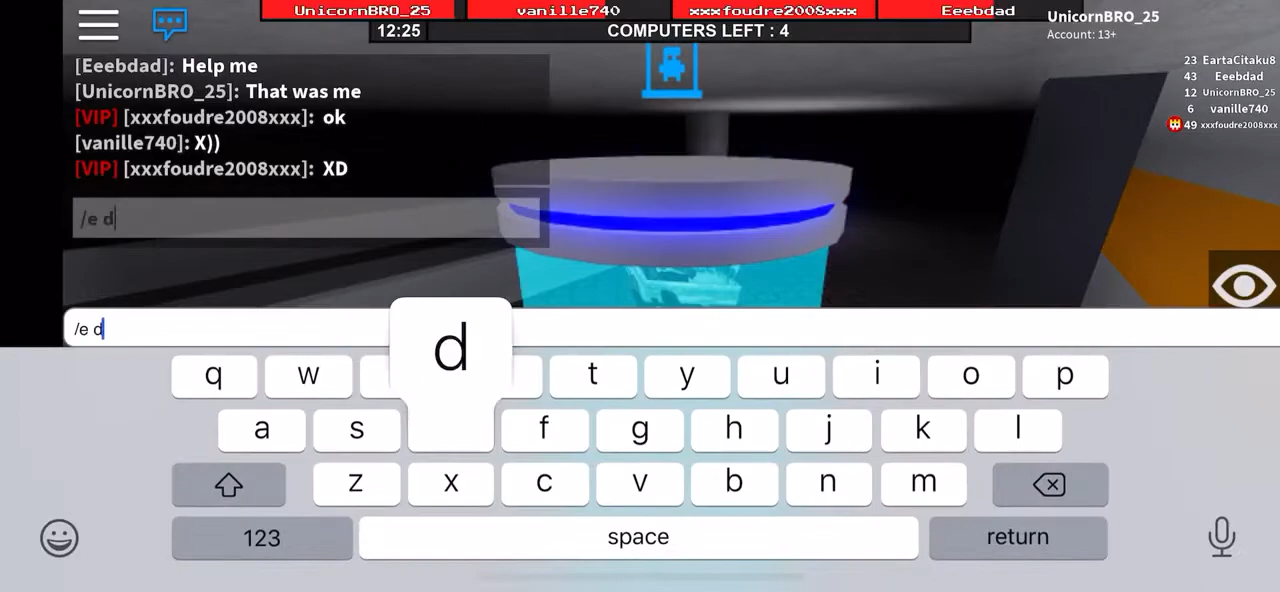 UnicornBRO_25 vanille740 xxxfoudre2008xxx Eeebdad
12:25 COMPUTERS LEFT : 4
UnicornBRO_25
Account: 13+
[Eeebdad]: Help me
[UnicornBRO_25]: That was me
[VIP] [xxxfoudre2008xxx]: ok
[vanille740]: X))
[VIP] [xxxfoudre2008xxx]: XD
23 EartaCitaku8
43 Eeebdad
12 UnicornBRO_25
6 vanille740
49 xxxfoudre2008xxx
/e d
/e d
d
q w t y u i o p
a s f g h j k l
z x c v b n m
123 space return